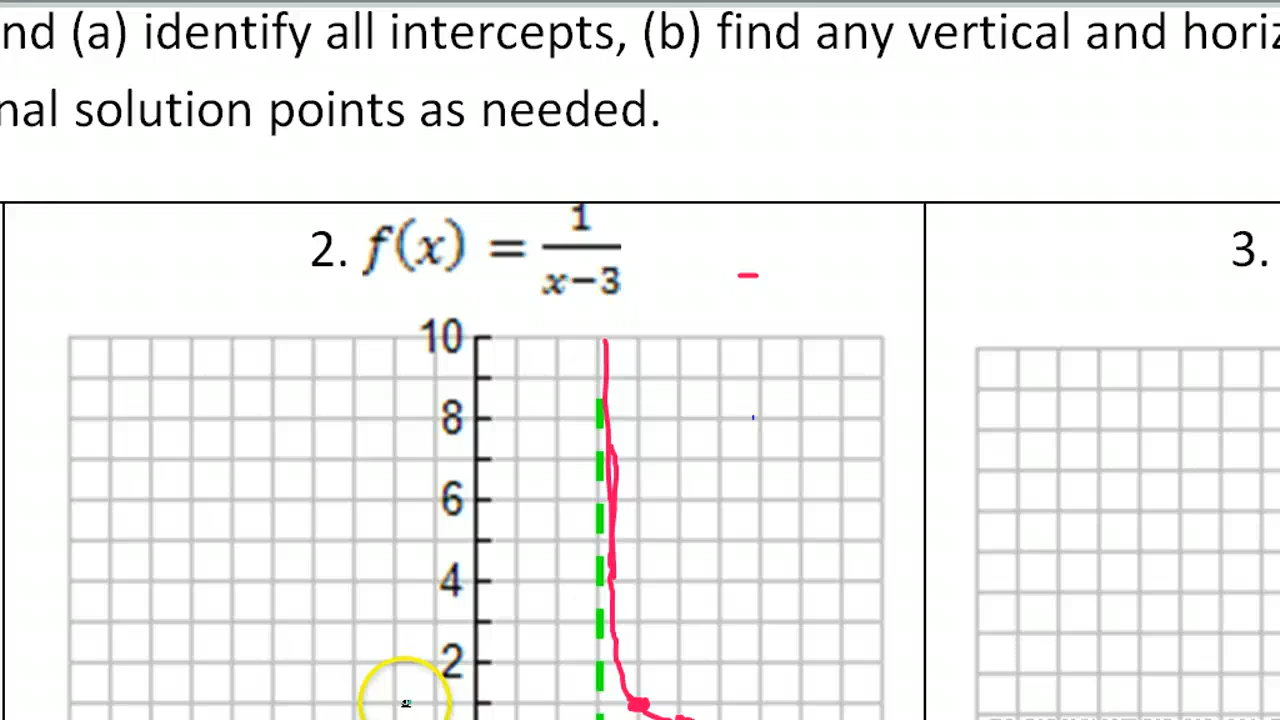 nd (a) identify all intercepts, (b) find any vertical and horiz
nal solution points as needed.
2. f(x) = 1/(x−3)
3.
10
8
6
4
2